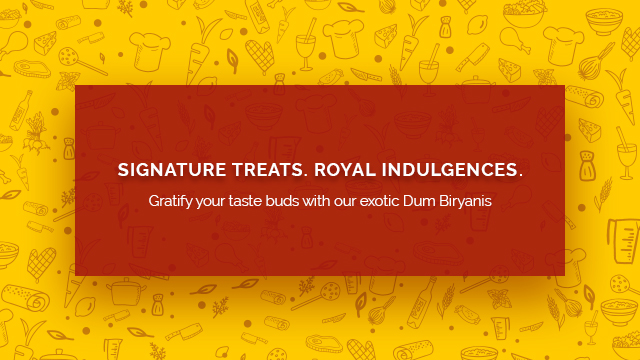 SIGNATURE TREATS. ROYAL INDULGENCES.
Gratify your taste buds with our exotic Dum Biryanis